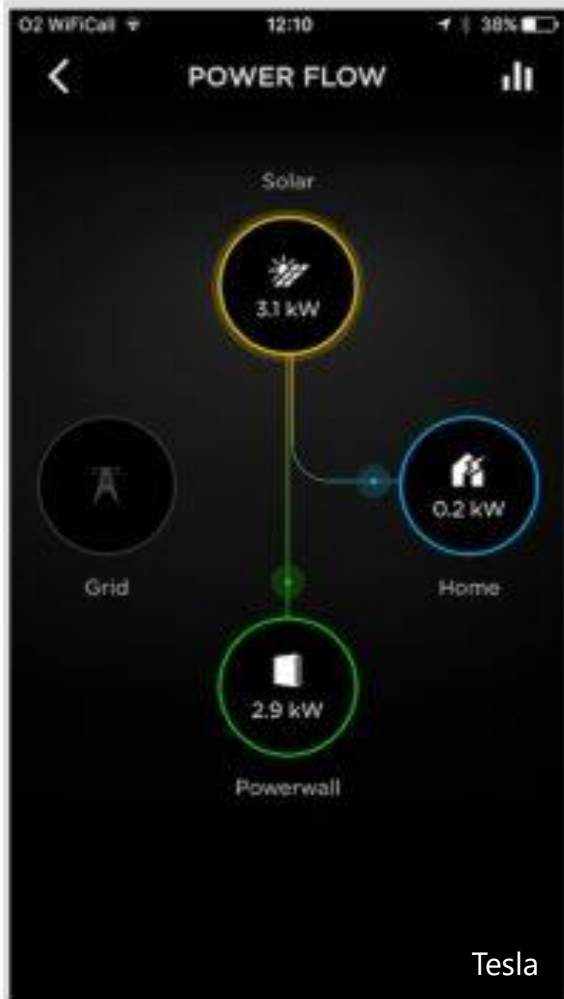 O2 WiFiCall 12:10 38%
POWER FLOW
Solar
3.1 kW
0.2 kW
Grid
Home
2.9 kW
Powerwall
Tesla